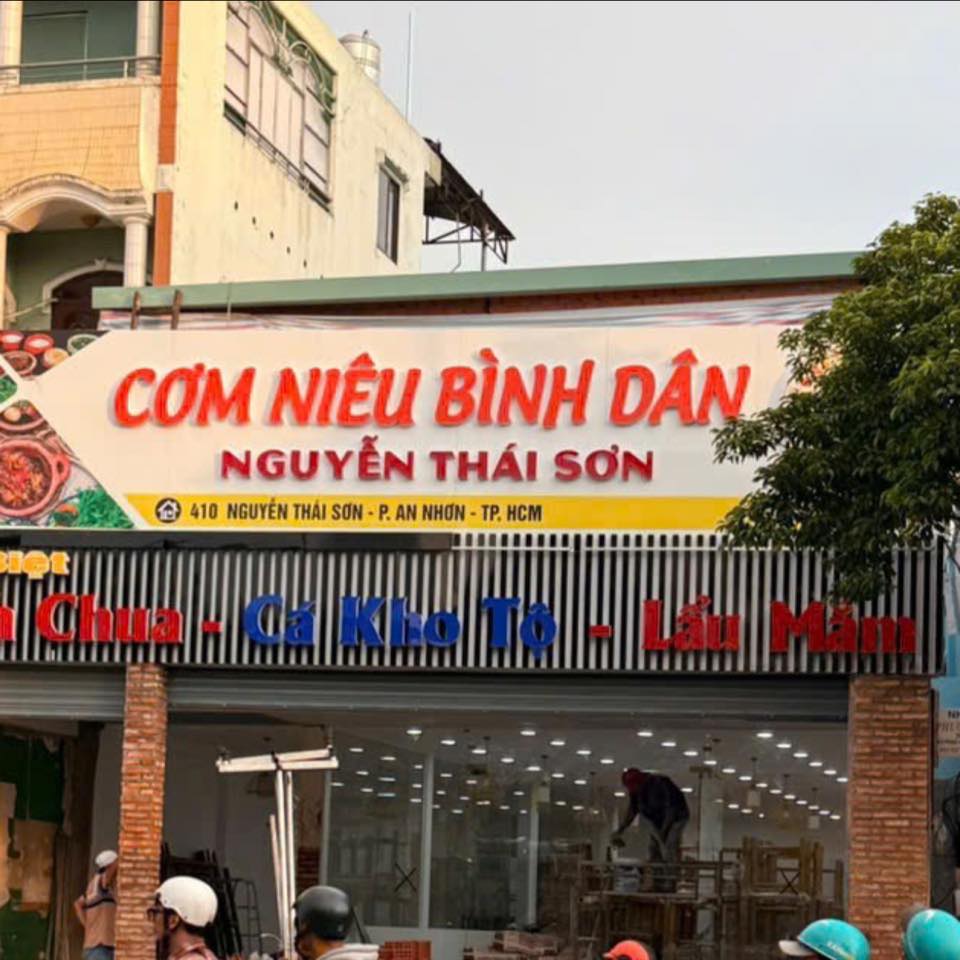 CƠM NIÊU BÌNH DÂN
NGUYỄN THÁI SƠN
410 NGUYỄN THÁI SƠN - P. AN NHƠN - TP. HCM
Chua - Cá Kho Tộ - Lẩu Mắm